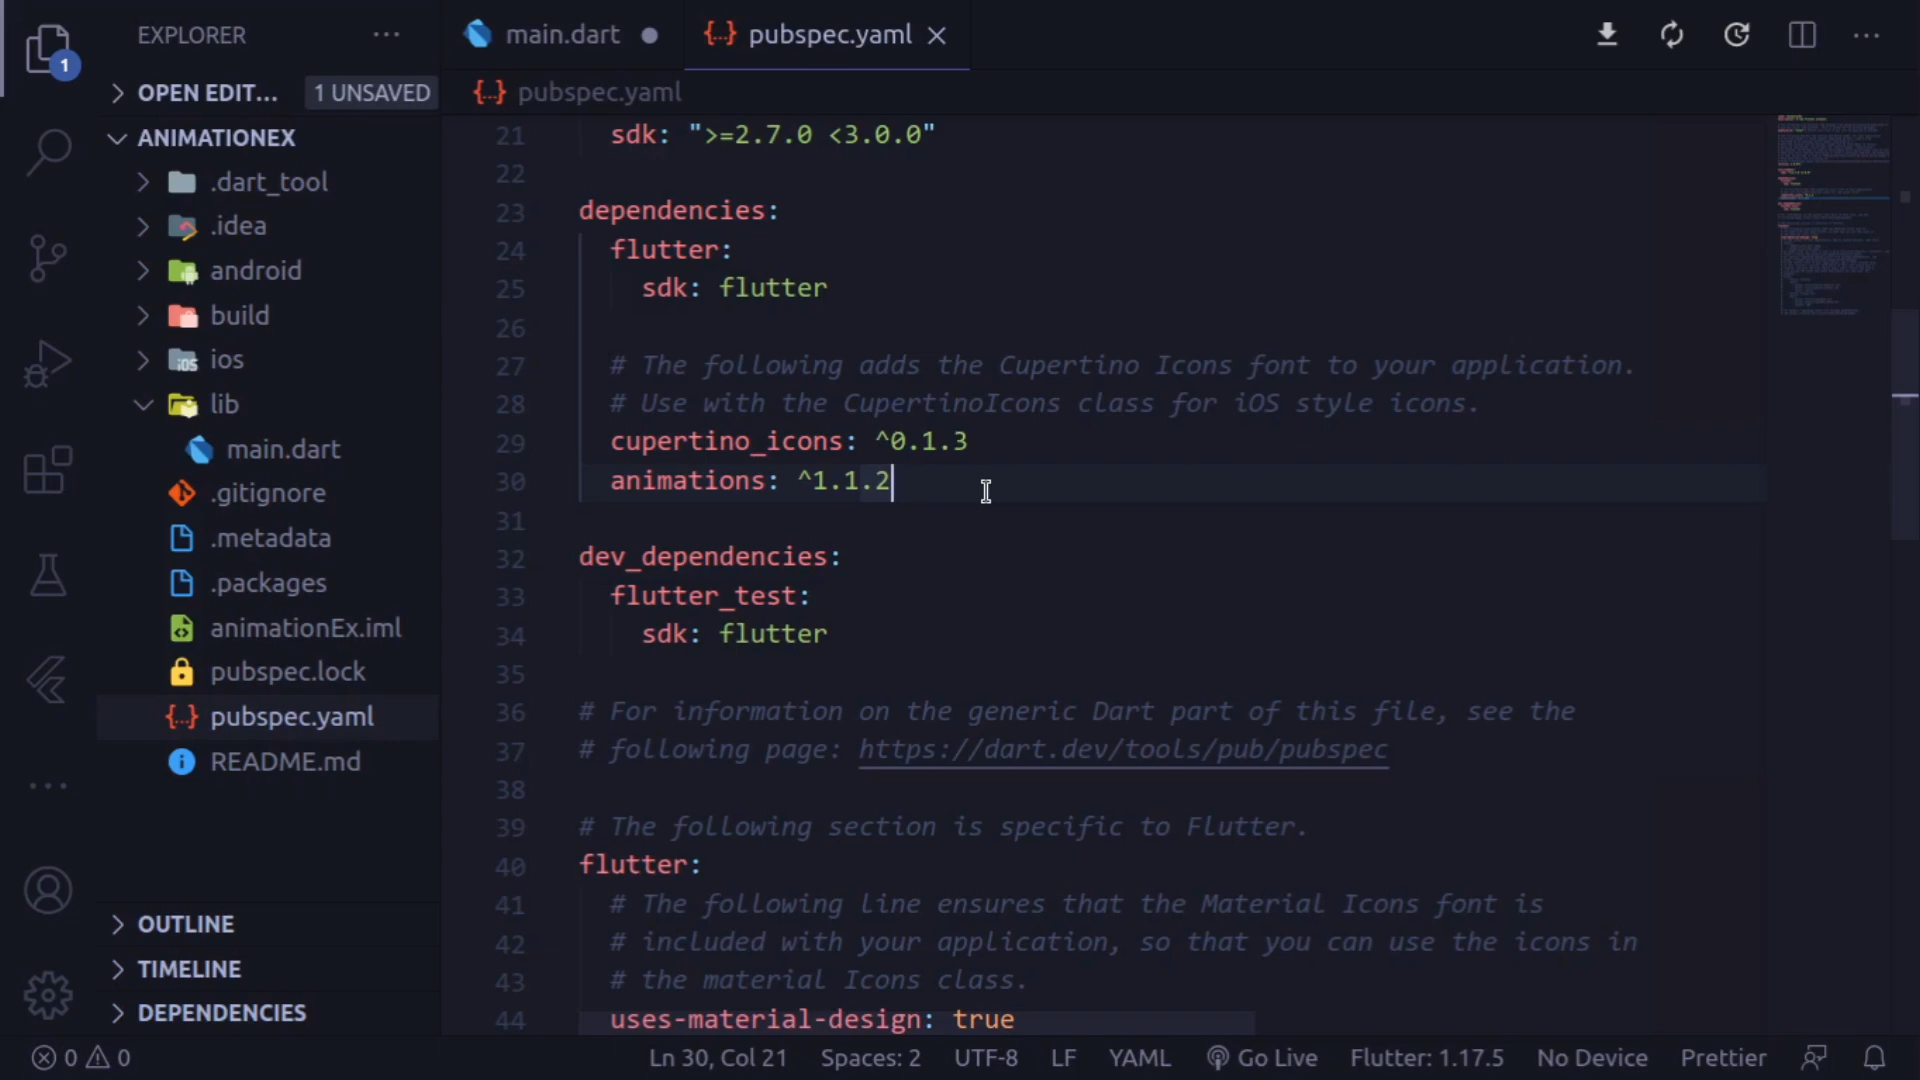 EXPLORER
1
OPEN EDIT...
1 UNSAVED
ANIMATIONEX
.dart_tool
.idea
android
build
ios
lib
main.dart
.gitignore
.metadata
.packages
animationEx.iml
pubspec.lock
pubspec.yaml
README.md
OUTLINE
TIMELINE
DEPENDENCIES
main.dart
pubspec.yaml
pubspec.yaml
21 sdk: ">=2.7.0 <3.0.0"
22
23 dependencies:
24 flutter:
25 sdk: flutter
26
27 # The following adds the Cupertino Icons font to your application.
28 # Use with the CupertinoIcons class for iOS style icons.
29 cupertino_icons: ^0.1.3
30 animations: ^1.1.2
31
32 dev_dependencies:
33 flutter_test:
34 sdk: flutter
35
36 # For information on the generic Dart part of this file, see the
37 # following page: https://dart.dev/tools/pub/pubspec
38
39 # The following section is specific to Flutter.
40 flutter:
41 # The following line ensures that the Material Icons font is
42 # included with your application, so that you can use the icons in
43 # the material Icons class.
44 uses-material-design: true
0 0 Ln 30, Col 21 Spaces: 2 UTF-8 LF YAML Go Live Flutter: 1.17.5 No Device Prettier